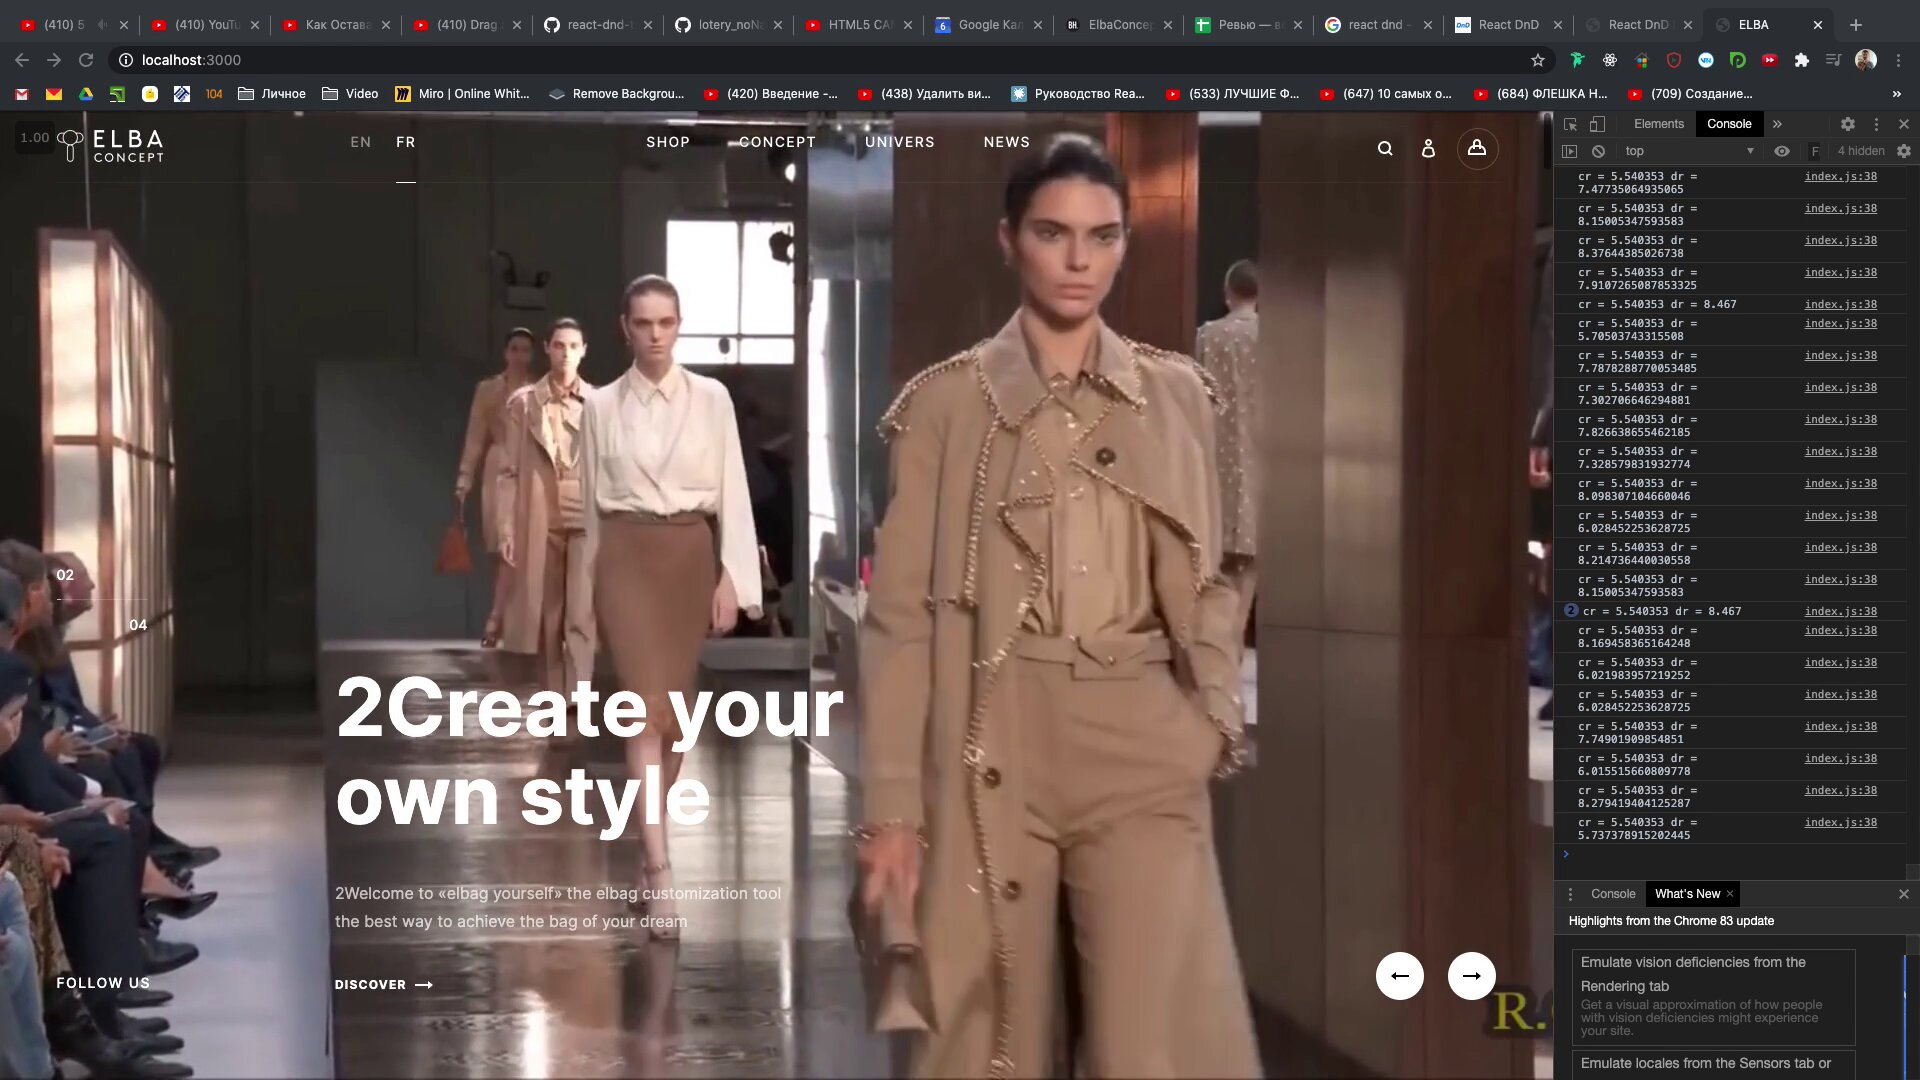 (410) 5
(410) YouTu
Как Остава
(410) Drag
react-dnd-t
lotery_noNa
HTML5 CAN
Google Кал
ElbaConcep
Ревью — в
react dnd -
React DnD
React DnD
ELBA
localhost:3000
104
Личное
Video
Miro | Online Whit...
Remove Backgrou...
(420) Введение -...
(438) Удалить ви...
Руководство Rea...
(533) ЛУЧШИЕ Ф...
(647) 10 самых о...
(684) ФЛЕШКА Н...
(709) Создание...
»
1.00
ELBA
CONCEPT
EN
FR
SHOP
CONCEPT
UNIVERS
NEWS
02
04
2Create your
own style
2Welcome to «elbag yourself» the elbag customization tool
the best way to achieve the bag of your dream
DISCOVER
FOLLOW US
R.
Elements
Console
»
top
F
4 hidden
cr = 5.540353 dr = index.js:38
7.47735064935065
cr = 5.540353 dr = index.js:38
8.15005347593583
cr = 5.540353 dr = index.js:38
8.37644385026738
cr = 5.540353 dr = index.js:38
7.9107265087853325
cr = 5.540353 dr = 8.467 index.js:38
cr = 5.540353 dr = index.js:38
5.70503743315508
cr = 5.540353 dr = index.js:38
7.7878288770053485
cr = 5.540353 dr = index.js:38
7.302706646294881
cr = 5.540353 dr = index.js:38
7.826638655462185
cr = 5.540353 dr = index.js:38
7.328579831932774
cr = 5.540353 dr = index.js:38
8.098307104660046
cr = 5.540353 dr = index.js:38
6.028452253628725
cr = 5.540353 dr = index.js:38
8.214736440030558
cr = 5.540353 dr = index.js:38
8.15005347593583
2 cr = 5.540353 dr = 8.467 index.js:38
cr = 5.540353 dr = index.js:38
8.169458365164248
cr = 5.540353 dr = index.js:38
6.021983957219252
cr = 5.540353 dr = index.js:38
6.028452253628725
cr = 5.540353 dr = index.js:38
7.74901909854851
cr = 5.540353 dr = index.js:38
6.015515660809778
cr = 5.540353 dr = index.js:38
8.279419404125287
cr = 5.540353 dr = index.js:38
5.737378915202445
Console
What's New
Highlights from the Chrome 83 update
Emulate vision deficiencies from the
Rendering tab
Get a visual approximation of how people
with vision deficiencies might experience
your site.
Emulate locales from the Sensors tab or